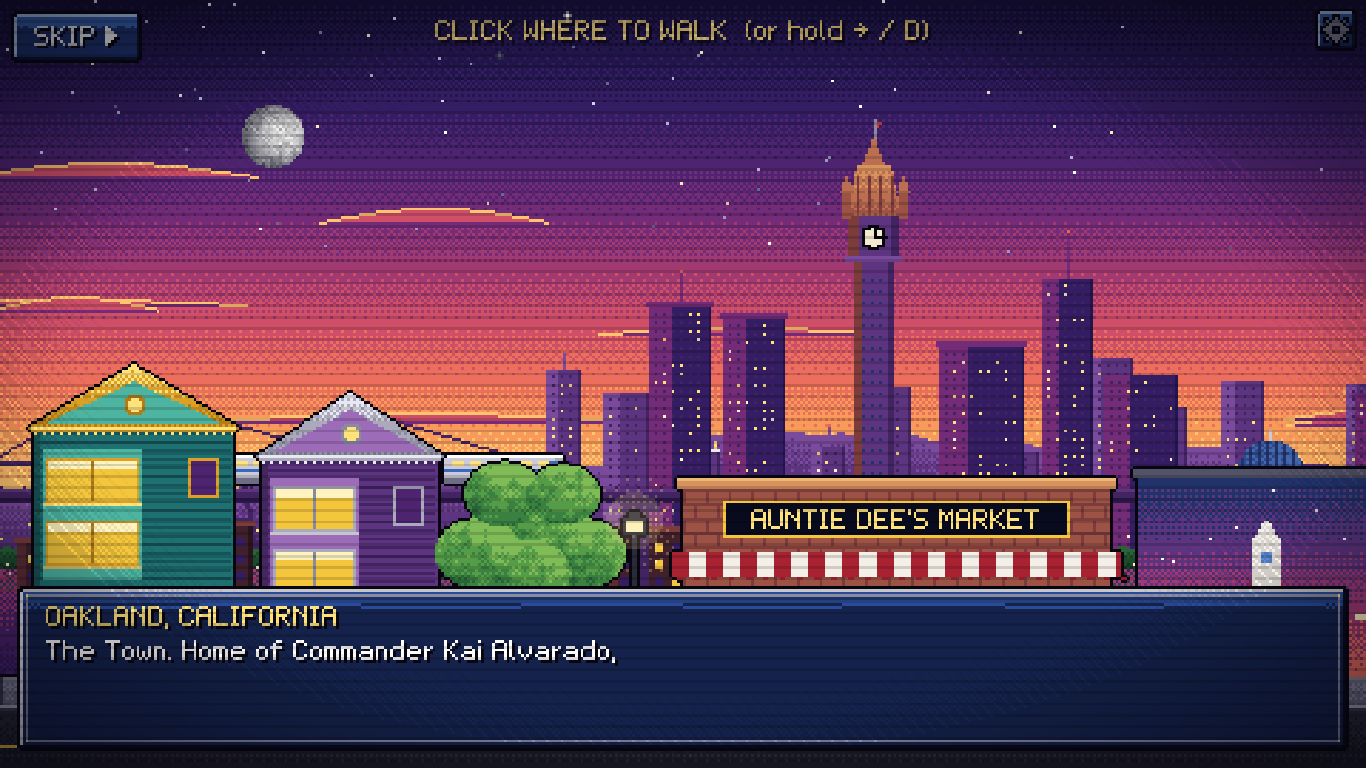 SKIP
CLICK WHERE TO WALK (or hold → / D)
AUNTIE DEE'S MARKET
OAKLAND, CALIFORNIA
The Town. Home of Commander Kai Alvarado,